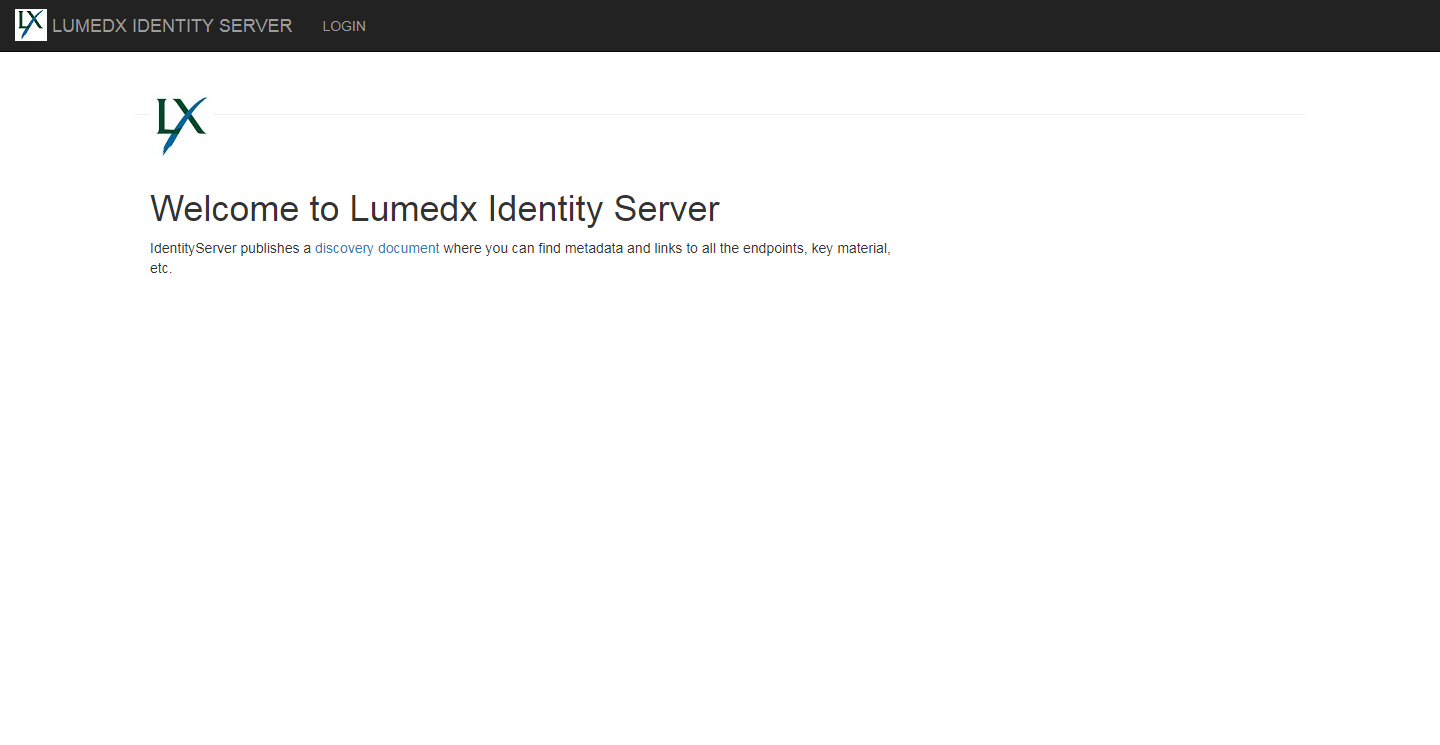 LX LUMEDX IDENTITY SERVER LOGIN
LX
Welcome to Lumedx Identity Server
IdentityServer publishes a discovery document where you can find metadata and links to all the endpoints, key material,
etc.